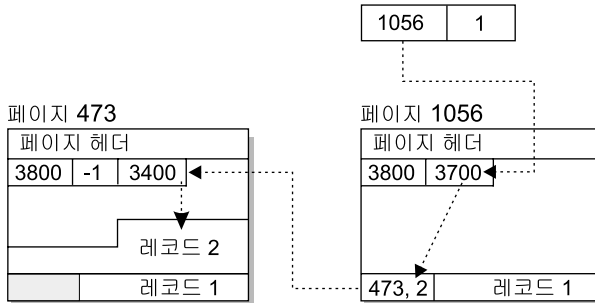 1056 1
페이지 473
페이지 헤더
3800 -1 3400
레코드 2
레코드 1
페이지 1056
페이지 헤더
3800 3700
473, 2 레코드 1